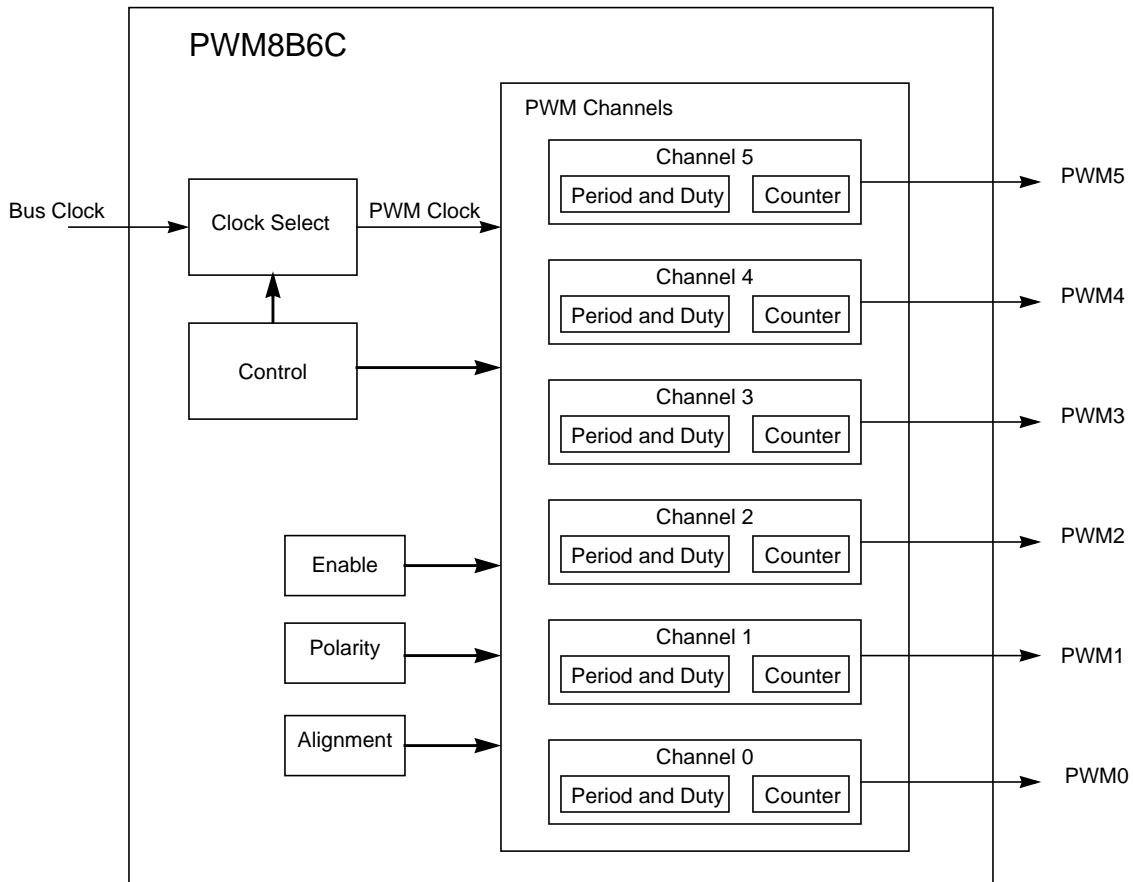 PWM8B6C
PWM Channels
Channel 5
Period and Duty
Counter
PWM5
Bus Clock
Clock Select
PWM Clock
Channel 4
Period and Duty
Counter
PWM4
Control
Channel 3
Period and Duty
Counter
PWM3
Channel 2
Period and Duty
Counter
PWM2
Enable
Channel 1
Period and Duty
Counter
PWM1
Polarity
Alignment
Channel 0
Period and Duty
Counter
PWM0